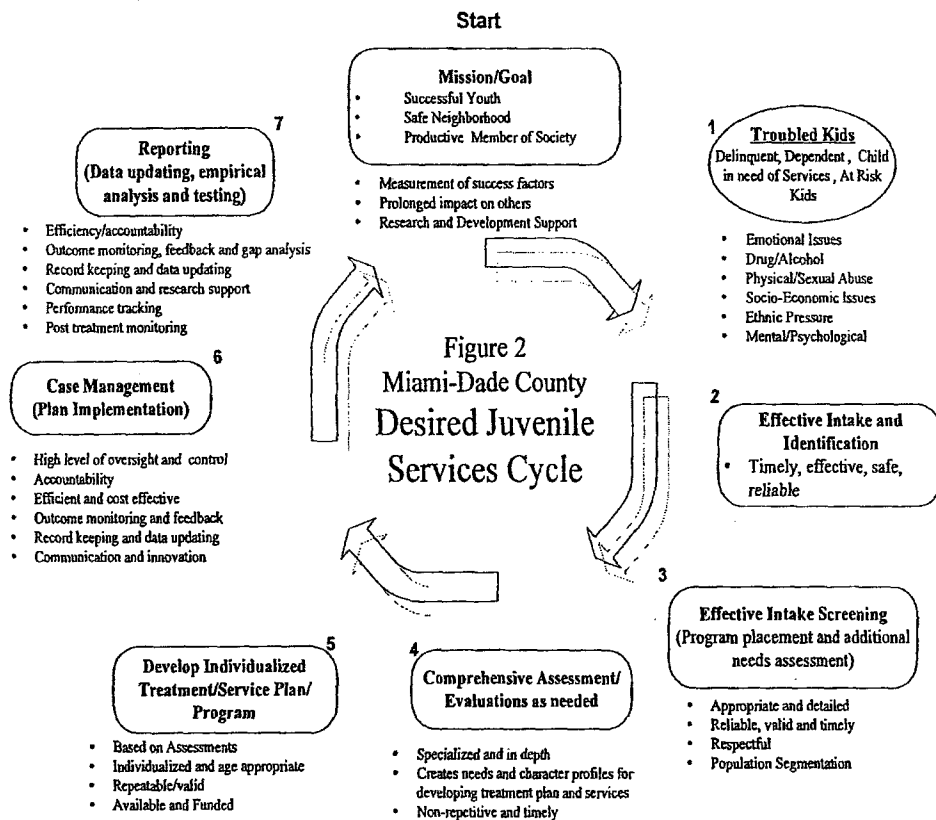 Start
Mission/Goal
• Successful Youth
• Safe Neighborhood
• Productive Member of Society
• Measurement of success factors
• Prolonged impact on others
• Research and Development Support
1
Troubled Kids
Delinquent, Dependent , Child
in need of Services , At Risk
Kids
• Emotional Issues
• Drug/Alcohol
• Physical/Sexual Abuse
• Socio-Economic Issues
• Ethnic Pressure
• Mental/Psychological
2
Effective Intake and
Identification
• Timely, effective, safe,
reliable
3
Effective Intake Screening
(Program placement and additional
needs assessment)
• Appropriate and detailed
• Reliable, valid and timely
• Respectful
• Population Segmentation
4
Comprehensive Assessment/
Evaluations as needed
• Specialized and in depth
• Creates needs and character profiles for
developing treatment plan and services
• Non-repetitive and timely
5
Develop Individualized
Treatment/Service Plan/
Program
• Based on Assessments
• Individualized and age appropriate
• Repeatable/valid
• Available and Funded
6
Case Management
(Plan Implementation)
• High level of oversight and control
• Accountability
• Efficient and cost effective
• Outcome monitoring and feedback
• Record keeping and data updating
• Communication and innovation
7
Reporting
(Data updating, empirical
analysis and testing)
• Efficiency/accountability
• Outcome monitoring, feedback and gap analysis
• Record keeping and data updating
• Communication and research support
• Performance tracking
• Post treatment monitoring
Figure 2
Miami-Dade County
Desired Juvenile
Services Cycle